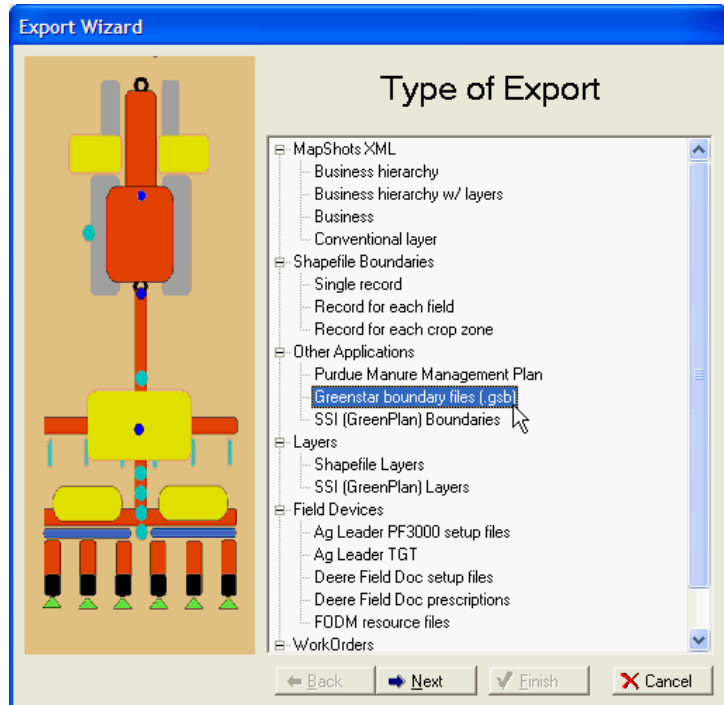 Export Wizard
Type of Export
MapShots XML
Business hierarchy
Business hierarchy w/ layers
Business
Conventional layer
Shapefile Boundaries
Single record
Record for each field
Record for each crop zone
Other Applications
Purdue Manure Management Plan
Greenstar boundary files (.gsb)
SSI (GreenPlan) Boundaries
Layers
Shapefile Layers
SSI (GreenPlan) Layers
Field Devices
Ag Leader PF3000 setup files
Ag Leader TGT
Deere Field Doc setup files
Deere Field Doc prescriptions
FODM resource files
WorkOrders
Back Next Finish Cancel